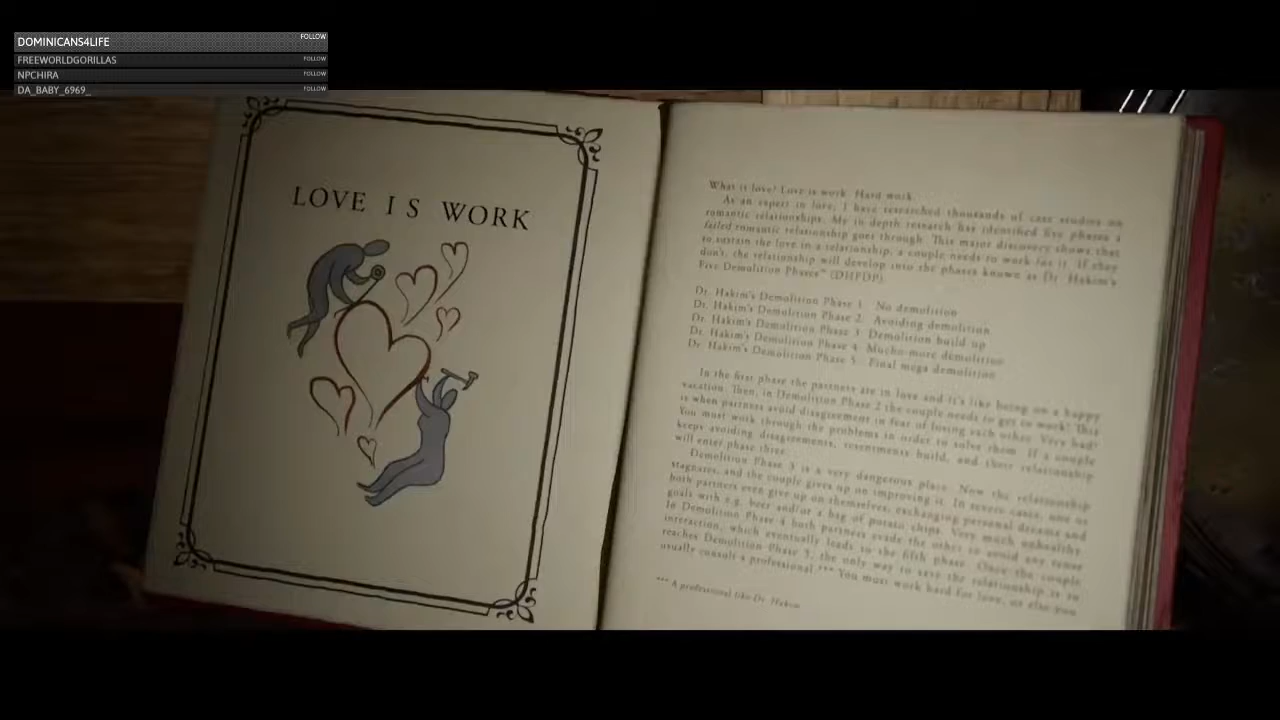 DOMINICANS4LIFE FOLLOW
FREEWORLDGORILLAS FOLLOW
NPCHIRA FOLLOW
DA_BABY_6969_ FOLLOW
LOVE IS WORK
What is love? Love is work. Hard work.
As an expert in love, I have researched thousands of case studies on
romantic relationships. My in depth research has identified five phases a
failed romantic relationship goes through. This major discovery shows that
to sustain the love in a relationship, a couple needs to work for it. If they
don't, the relationship will develop into the phases known as Dr. Hakim's
Five Demolition Phases™ (DHFDP).
Dr. Hakim's Demolition Phase 1. No demolition
Dr. Hakim's Demolition Phase 2. Avoiding demolition
Dr. Hakim's Demolition Phase 3. Demolition build up
Dr. Hakim's Demolition Phase 4. Mucho more demolition
Dr. Hakim's Demolition Phase 5. Final mega demolition
In the first phase the partners are in love and it's like being on a happy
vacation. Then, in Demolition Phase 2 the couple needs to get to work! This
is when partners avoid disagreement in fear of losing each other. Very bad!
You must work through the problems in order to solve them. If a couple
keeps avoiding disagreements, resentments build, and their relationship
will enter phase three.
Demolition Phase 3 is a very dangerous place. Now the relationship
stagnates, and the couple gives up on improving it. In severe cases, one or
both partners even give up on themselves, exchanging personal dreams and
goals with e.g. beer and/or a bag of potato chips. Very much unhealthy.
In Demolition Phase 4 both partners evade the other to avoid any tense
interaction, which eventually leads to the fifth phase. Once the couple
reaches Demolition Phase 5, the only way to save the relationship is to
usually consult a professional.*** You must work hard for love, or else you
*** A professional like Dr. Hakim